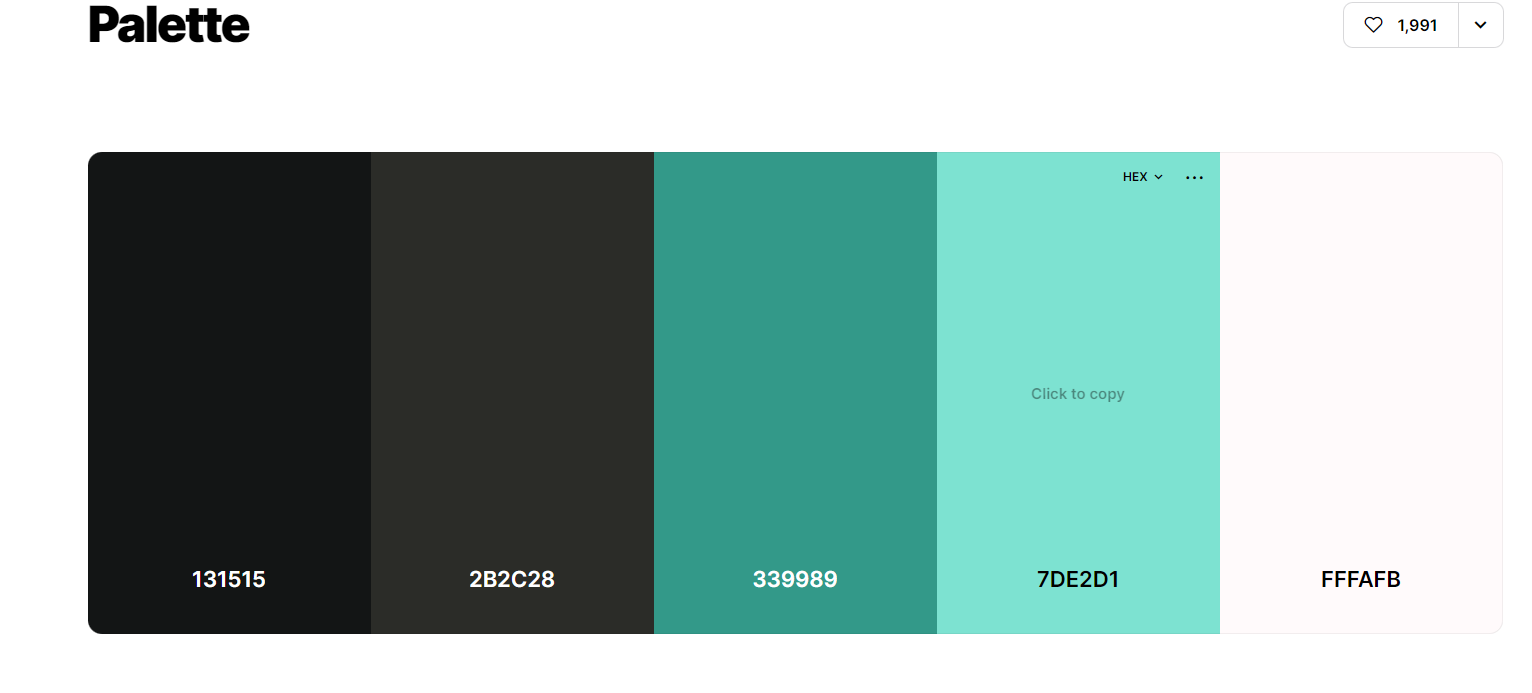 Palette
1,991
HEX
Click to copy
131515
2B2C28
339989
7DE2D1
FFFAFB